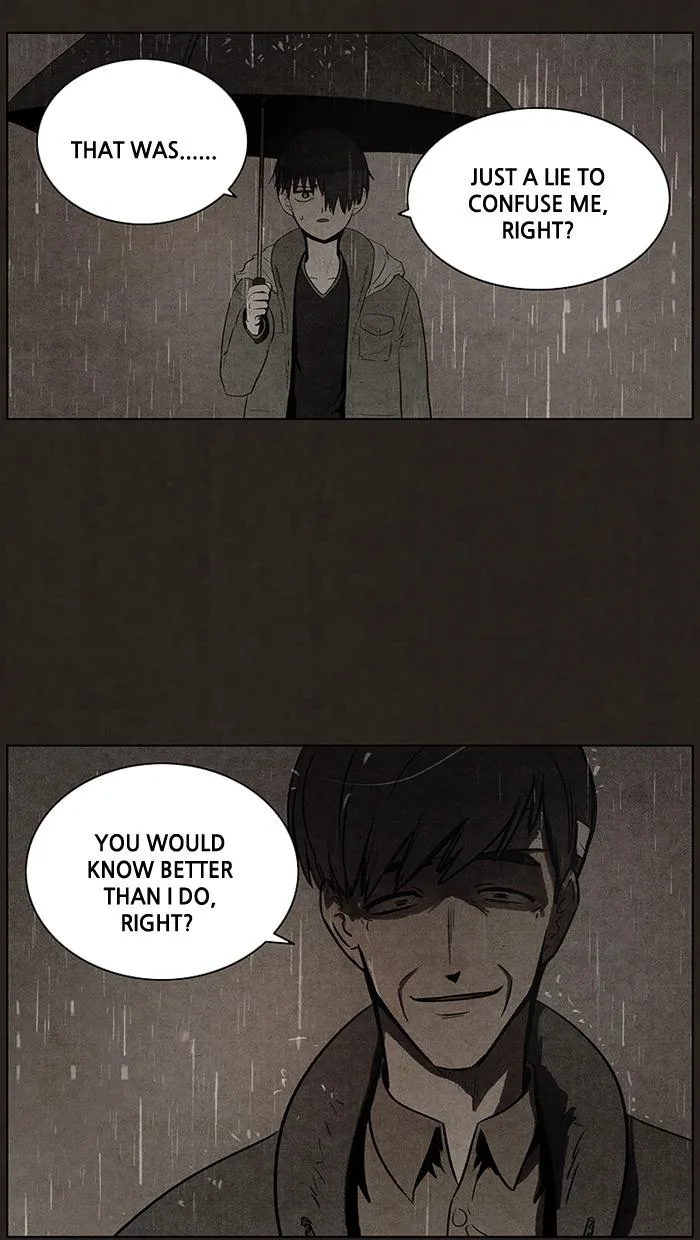 THAT WAS......
JUST A LIE TO
CONFUSE ME,
RIGHT?
YOU WOULD
KNOW BETTER
THAN I DO,
RIGHT?